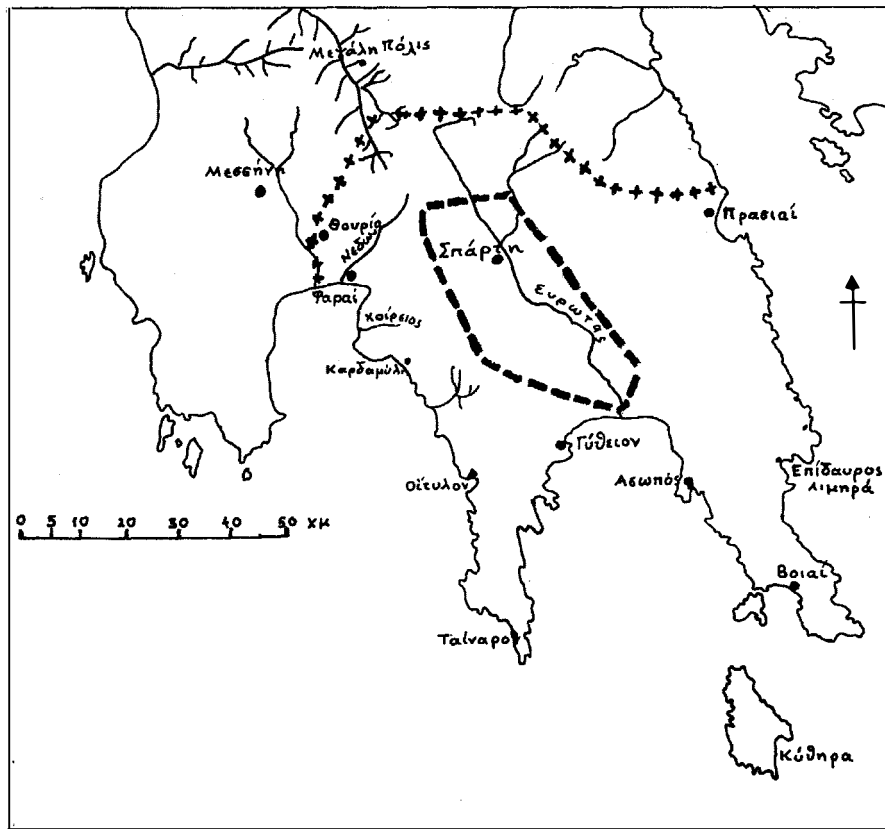 Μεγάλη Πόλις
Μεσσήνη
Θουρία
Νέδων
Πρασιαί
Σπάρτη
Φαραί
Ευρώτας
Χοίρειος
Καρδαμύλη
Γύθειον
Οίτυλον
Ασωπός
Επίδαυρος
Λιμηρά
0 5 10 20 30 40 50 ΧΜ
Βοιαί
Ταίναρον
Κύθηρα